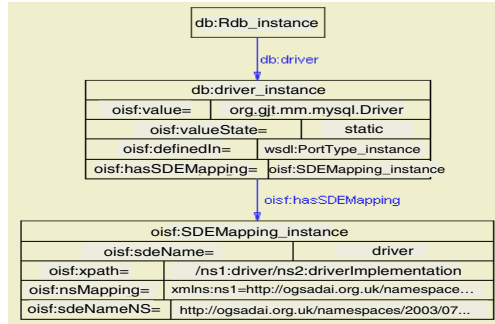 db:Rdb_instance
db:driver
db:driver_instance
oisf:value= org.gjt.mm.mysql.Driver
oisf:valueState= static
oisf:definedIn= wsdl:PortType_instance
oisf:hasSDEMapping= oisf:SDEMapping_instance
oisf:hasSDEMapping
oisf:SDEMapping_instance
oisf:sdeName= driver
oisf:xpath= /ns1:driver/ns2:driverImplementation
oisf:nsMapping= xmlns:ns1=http://ogsadai.org.uk/namespace...
oisf:sdeNameNS= http://ogsadai.org.uk/namespaces/2003/07...